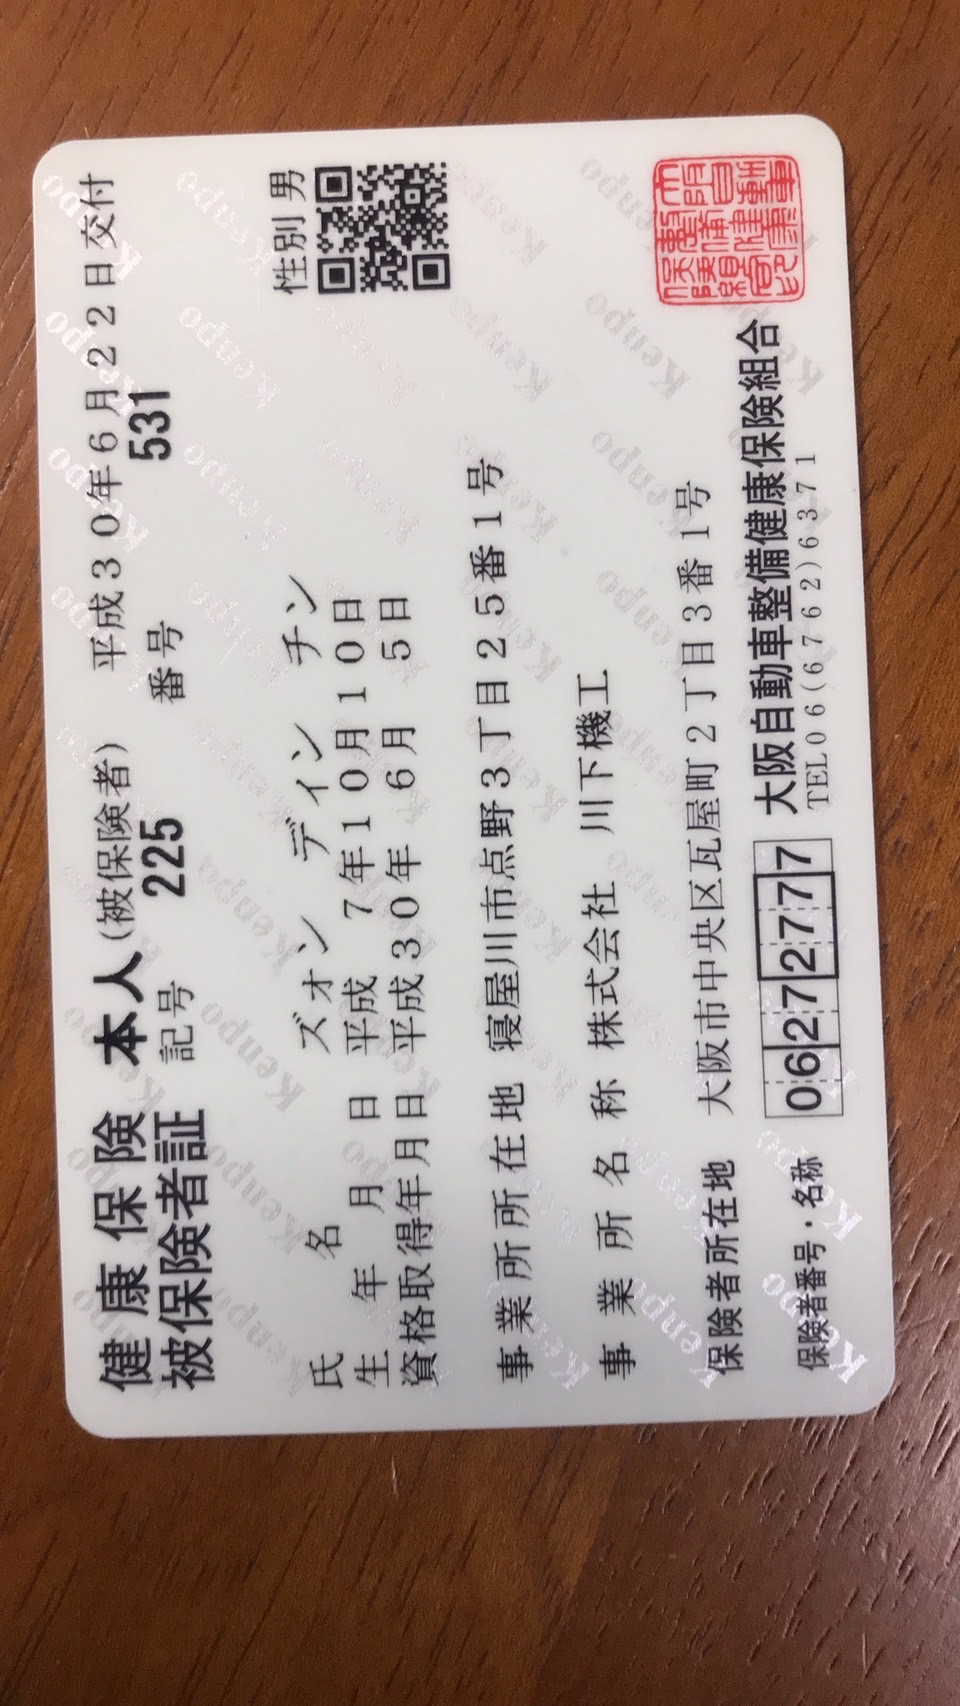 健康保険 本人(被保険者) 平成30年6月22日交付
被保険者証 記号 225 番号 531
氏名 ズォン ディン チン 性別 男
生年月日 平成 7年10月10日
資格取得年月日 平成30年 6月 5日
事業所所在地 寝屋川市点野3丁目25番1号
事業所名称 株式会社 川下機工
保険者所在地 大阪市中央区瓦屋町2丁目3番1号
保険者番号・名称 06272777 大阪自動車整備健康保険組合
TEL06(6762)6371
Kenpo